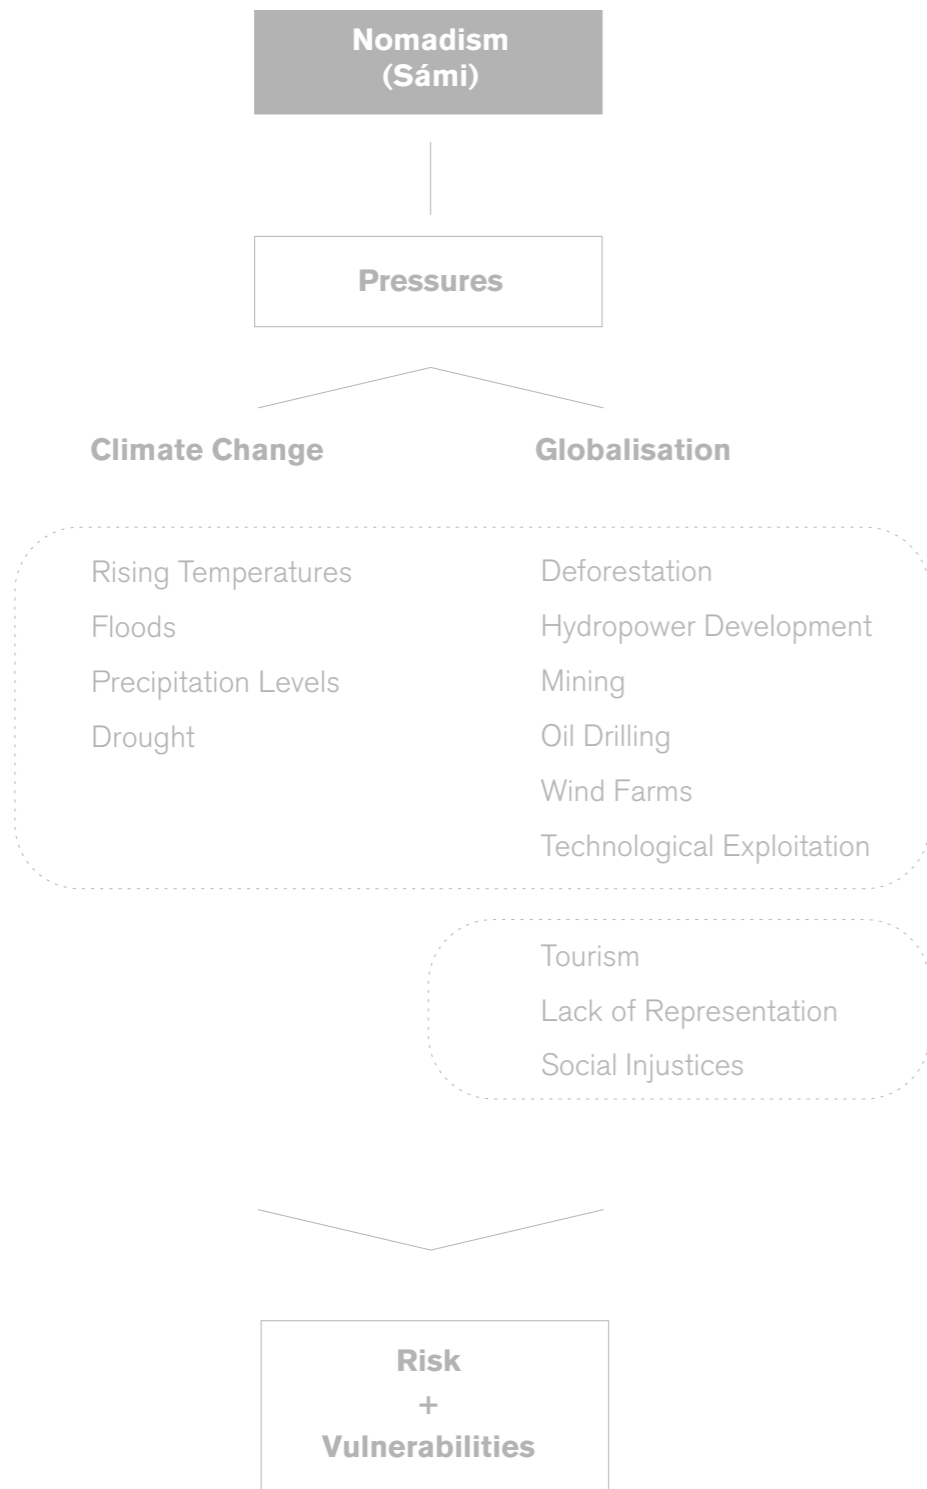 Nomadism
(Sámi)
Pressures
Climate Change
Globalisation
Rising Temperatures
Floods
Precipitation Levels
Drought
Deforestation
Hydropower Development
Mining
Oil Drilling
Wind Farms
Technological Exploitation
Tourism
Lack of Representation
Social Injustices
Risk
+
Vulnerabilities